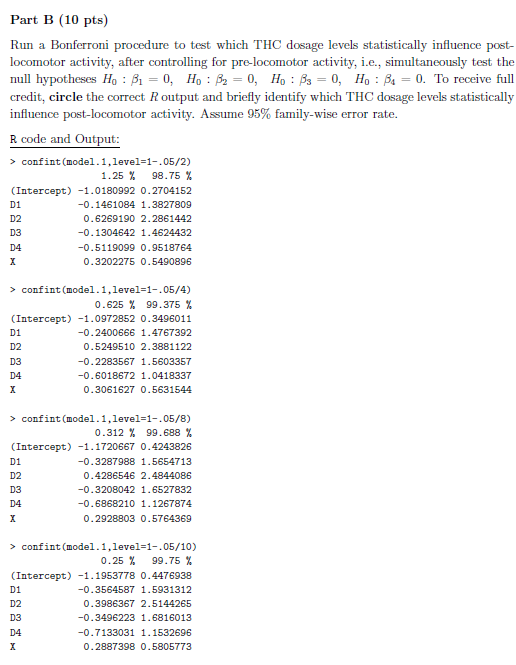 Part B (10 pts)
Run a Bonferroni procedure to test which THC dosage levels statistically influence post-
locomotor activity, after controlling for pre-locomotor activity, i.e., simultaneously test the
null hypotheses H₀ : β₁ = 0, H₀ : β₂ = 0, H₀ : β₃ = 0, H₀ : β₄ = 0. To receive full
credit, circle the correct R output and briefly identify which THC dosage levels statistically
influence post-locomotor activity. Assume 95% family-wise error rate.
R code and Output:
> confint(model.1,level=1-.05/2)
1.25 % 98.75 %
(Intercept) -1.0180992 0.2704152
D1 -0.1461084 1.3827809
D2 0.6269190 2.2861442
D3 -0.1304642 1.4624432
D4 -0.5119099 0.9518764
X 0.3202275 0.5490896
> confint(model.1,level=1-.05/4)
0.625 % 99.375 %
(Intercept) -1.0972852 0.3496011
D1 -0.2400666 1.4767392
D2 0.5249510 2.3881122
D3 -0.2283567 1.5603357
D4 -0.6018672 1.0418337
X 0.3061627 0.5631544
> confint(model.1,level=1-.05/8)
0.312 % 99.688 %
(Intercept) -1.1720667 0.4243826
D1 -0.3287988 1.5654713
D2 0.4286546 2.4844086
D3 -0.3208042 1.6527832
D4 -0.6868210 1.1267874
X 0.2928803 0.5764369
> confint(model.1,level=1-.05/10)
0.25 % 99.75 %
(Intercept) -1.1953778 0.4476938
D1 -0.3564587 1.5931312
D2 0.3986367 2.5144265
D3 -0.3496223 1.6816013
D4 -0.7133031 1.1532696
X 0.2887398 0.5805773